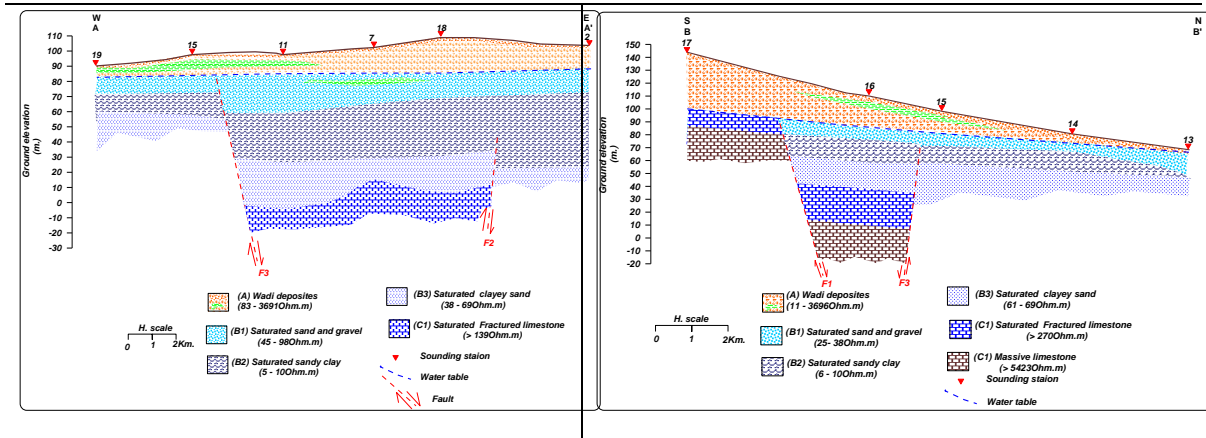 W
A
E
A'
19
15
11
7
18
2
110
100
90
80
70
60
50
40
30
20
10
0
-10
-20
-30
Ground elevation
(m.)
F3
F2
(A) Wadi deposites
(83 - 3691Ohm.m)
(B3) Saturated clayey sand
(38 - 69Ohm.m)
H. scale
0 1 2Km.
(B1) Saturated sand and gravel
(45 - 98Ohm.m)
(C1) Saturated Fractured limestone
(> 139Ohm.m)
(B2) Saturated sandy clay
(5 - 10Ohm.m)
Sounding staion
Water table
Fault
S
B
N
B'
17
16
15
14
13
150
140
130
120
110
100
90
80
70
60
50
40
30
20
10
0
-10
-20
Ground elevation
(m.)
F1
F3
(A) Wadi deposites
(11 - 3696Ohm.m)
(B3) Saturated clayey sand
(61 - 69Ohm.m)
H. scale
0 1 2Km.
(B1) Saturated sand and gravel
(25- 38Ohm.m)
(C1) Saturated Fractured limestone
(> 270Ohm.m)
(B2) Saturated sandy clay
(6 - 10Ohm.m)
(C1) Massive limestone
(> 5423Ohm.m)
Sounding staion
Water table